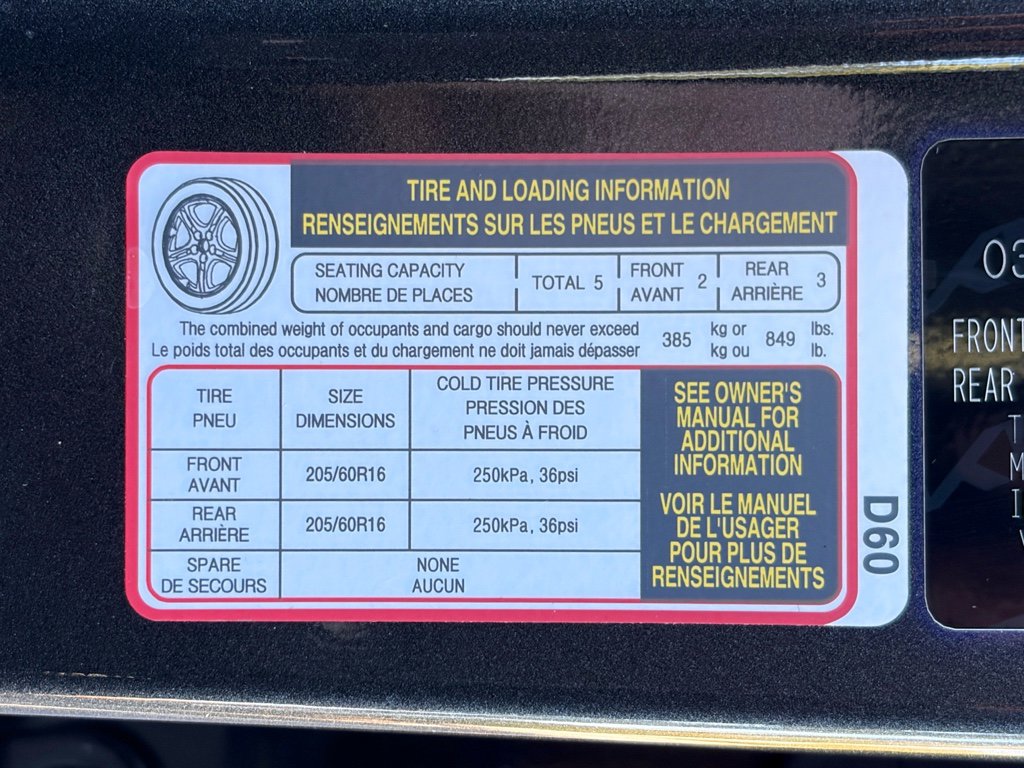 TIRE AND LOADING INFORMATION
RENSEIGNEMENTS SUR LES PNEUS ET LE CHARGEMENT
SEATING CAPACITY
NOMBRE DE PLACES
TOTAL 5
FRONT
AVANT
2
REAR
ARRIÈRE
3
The combined weight of occupants and cargo should never exceed
Le poids total des occupants et du chargement ne doit jamais dépasser
385
kg or
kg ou
849
lbs.
lb.
TIRE
PNEU
SIZE
DIMENSIONS
COLD TIRE PRESSURE
PRESSION DES
PNEUS À FROID
FRONT
AVANT
205/60R16
250kPa, 36psi
REAR
ARRIÈRE
205/60R16
250kPa, 36psi
SPARE
DE SECOURS
NONE
AUCUN
SEE OWNER'S
MANUAL FOR
ADDITIONAL
INFORMATION
VOIR LE MANUEL
DE L'USAGER
POUR PLUS DE
RENSEIGNEMENTS
D60
FRONT
REAR